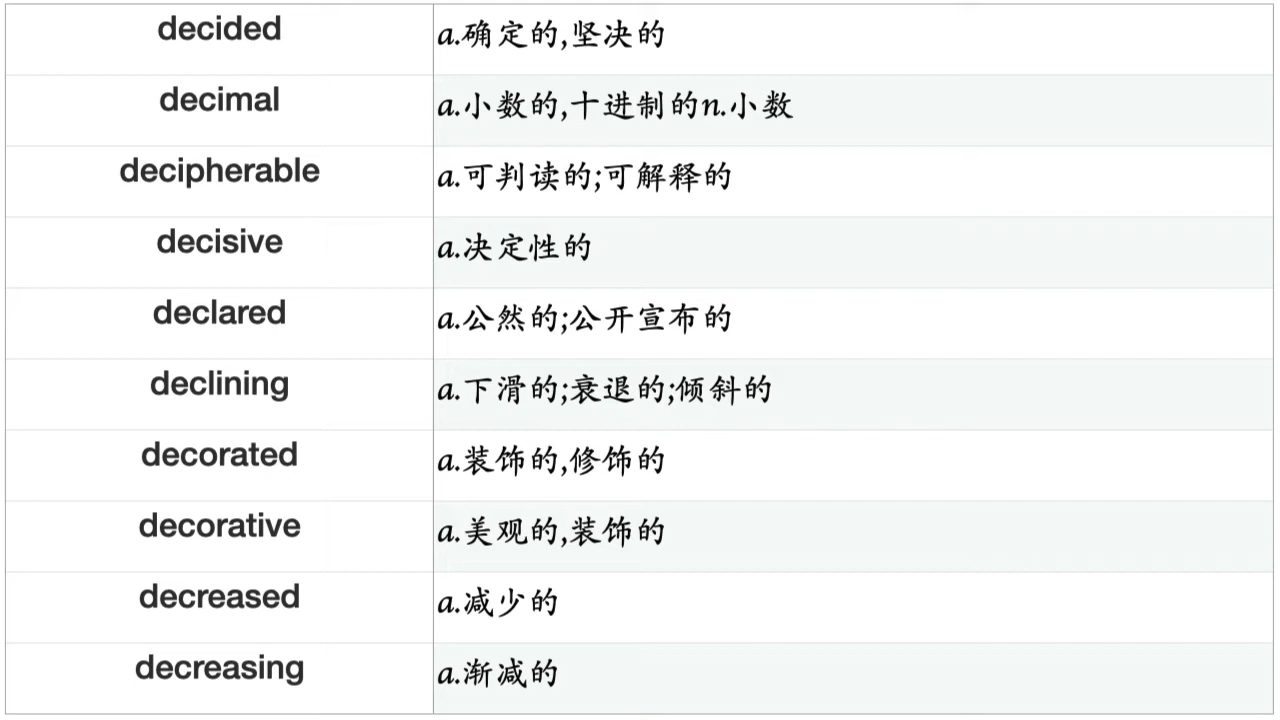 decided a.确定的,坚决的
decimal a.小数的,十进制的n.小数
decipherable a.可判读的;可解释的
decisive a.决定性的
declared a.公然的;公开宣布的
declining a.下滑的;衰退的;倾斜的
decorated a.装饰的,修饰的
decorative a.美观的,装饰的
decreased a.减少的
decreasing a.渐减的